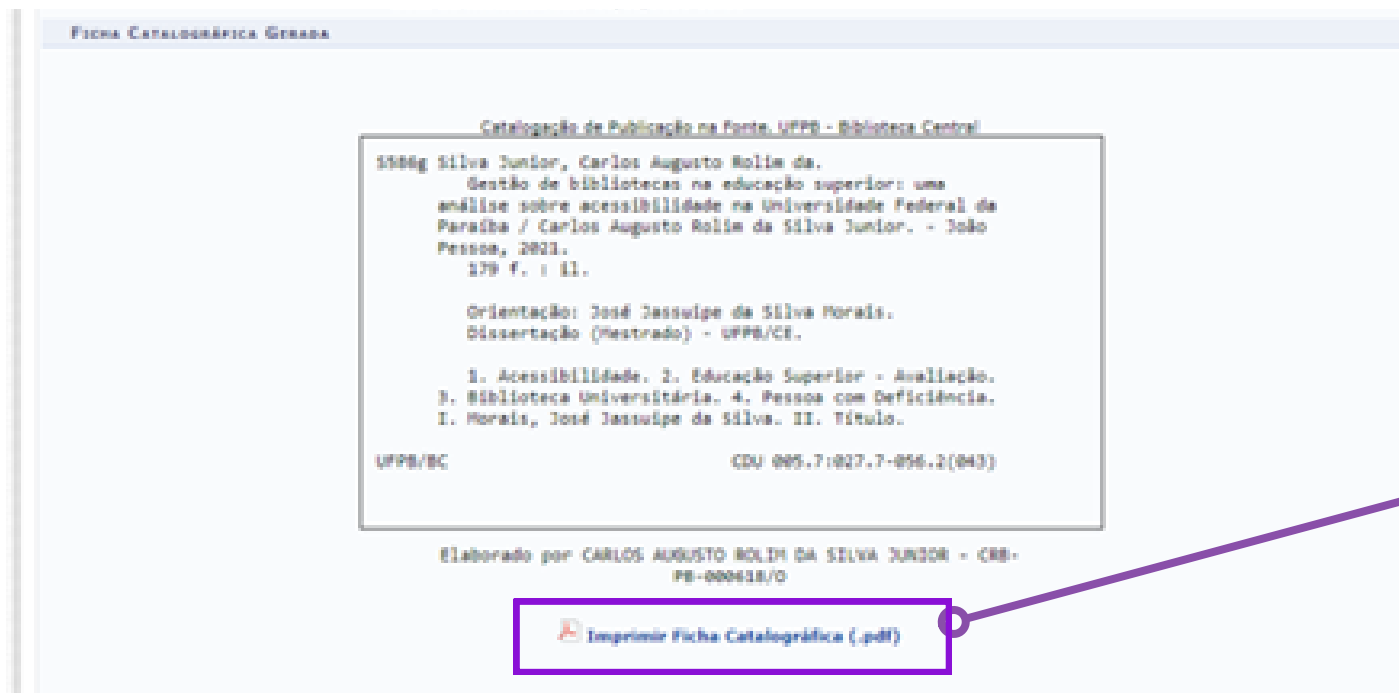 Ficha Catalográfica Gerada
Catalogação de Publicação na Fonte. UFPB - Biblioteca Central
S586g Silva Junior, Carlos Augusto Rolim da.
Gestão de bibliotecas na educação superior: uma
análise sobre acessibilidade na Universidade Federal da
Paraíba / Carlos Augusto Rolim da Silva Junior. - João
Pessoa, 2021.
179 f. : il.
Orientação: José Jassuipe da Silva Morais.
Dissertação (Mestrado) - UFPB/CE.
1. Acessibilidade. 2. Educação Superior - Avaliação.
3. Biblioteca Universitária. 4. Pessoa com Deficiência.
I. Morais, José Jassuipe da Silva. II. Título.
UFPB/BC CDU 005.7:027.7-056.2(043)
Elaborado por CARLOS AUGUSTO ROLIM DA SILVA JUNIOR - CRB-
PB-000618/O
Imprimir Ficha Catalográfica (.pdf)